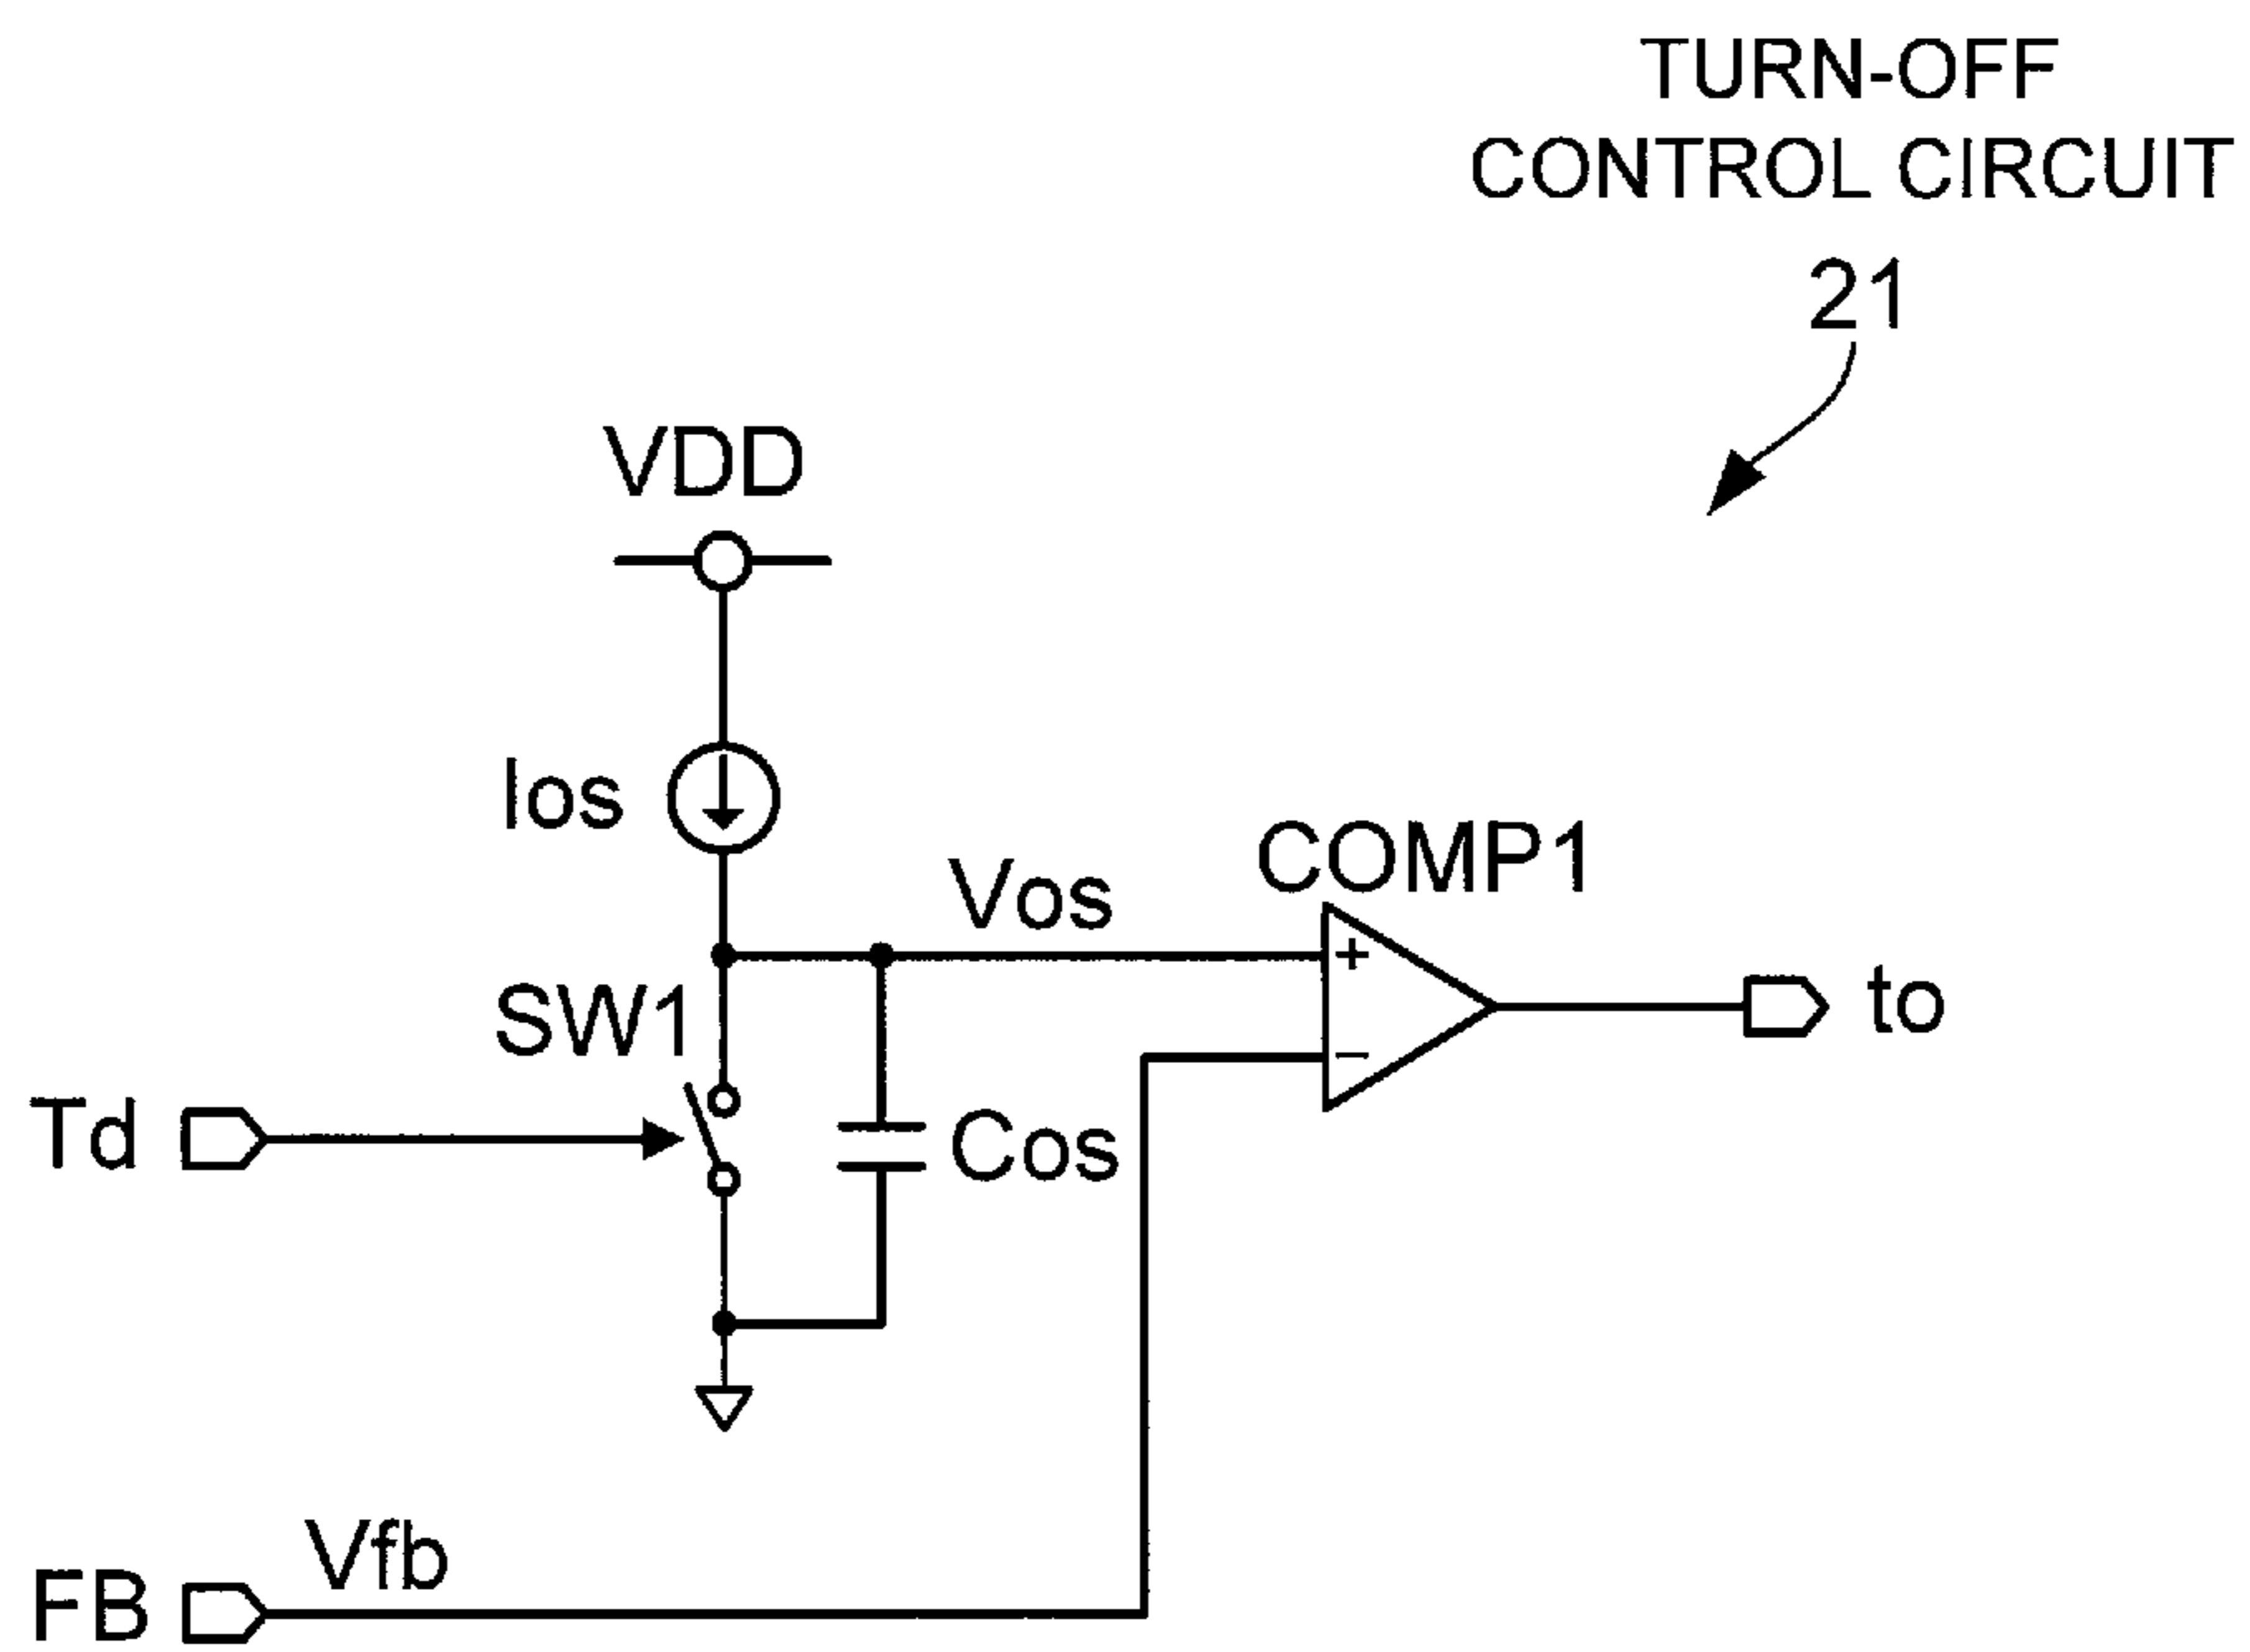 TURN-OFF
CONTROL CIRCUIT
21
VDD
Ios
Vos
COMP1
+
−
to
SW1
Td
Cos
Vfb
FB